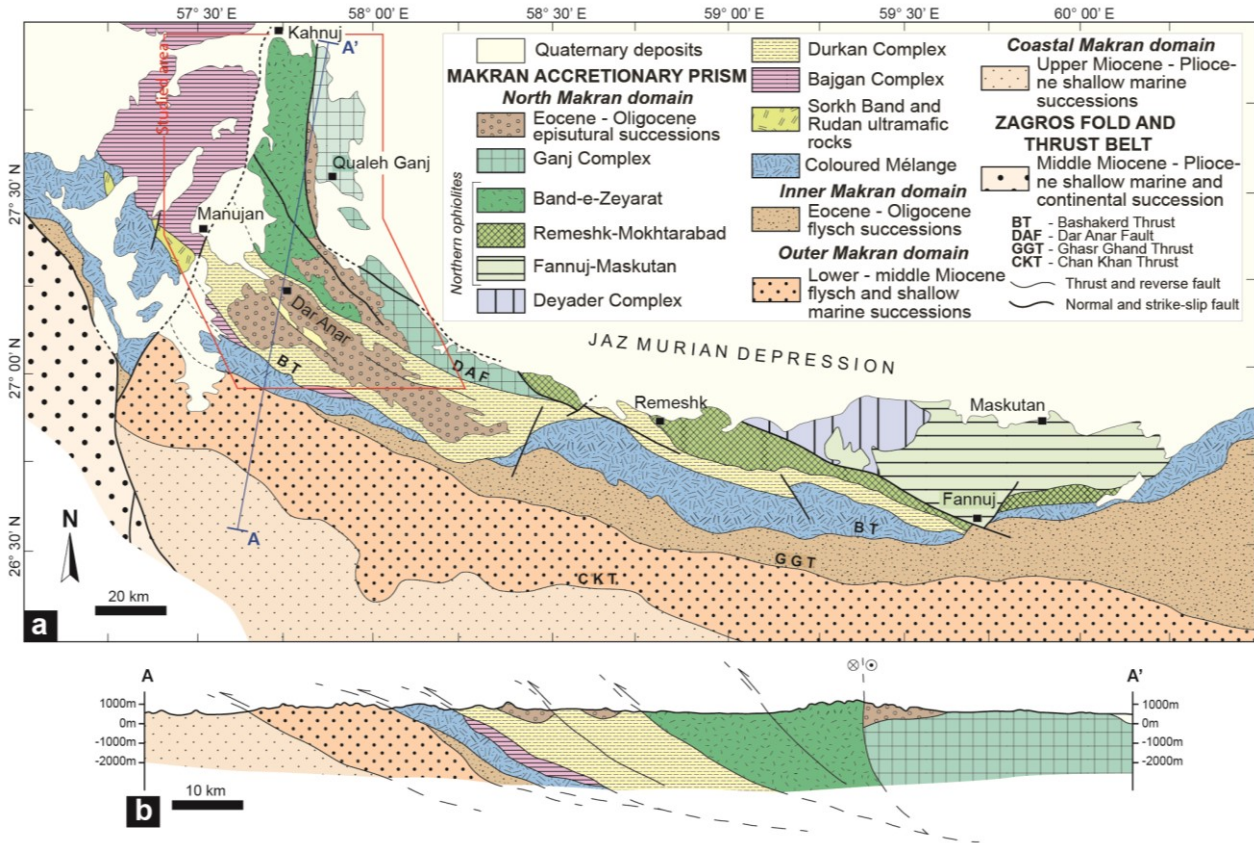 57° 30' E
58° 00' E
58° 30' E
59° 00' E
59° 30' E
60° 00' E
27° 30' N
27° 00' N
26° 30' N
Kahnuj
A'
Studied area
Qualeh Ganj
Manujan
Dar Anar
BT
DAF
JAZ MURIAN DEPRESSION
Remeshk
Maskutan
Fannuj
BT
GGT
CKT
A
N
20 km
a
Quaternary deposits
MAKRAN ACCRETIONARY PRISM
North Makran domain
Eocene - Oligocene
episutural successions
Ganj Complex
Northern ophiolites
Band-e-Zeyarat
Remeshk-Mokhtarabad
Fannuj-Maskutan
Deyader Complex
Durkan Complex
Bajgan Complex
Sorkh Band and
Rudan ultramafic
rocks
Coloured Mélange
Inner Makran domain
Eocene - Oligocene
flysch successions
Outer Makran domain
Lower - middle Miocene
flysch and shallow
marine successions
Coastal Makran domain
Upper Miocene - Plioce-
ne shallow marine
successions
ZAGROS FOLD AND
THRUST BELT
Middle Miocene - Plioce-
ne shallow marine and
continental succession
BT - Bashakerd Thrust
DAF - Dar Anar Fault
GGT - Ghasr Ghand Thrust
CKT - Chan Khan Thrust
Thrust and reverse fault
Normal and strike-slip fault
A
A'
1000m
0m
-1000m
-2000m
1000m
0m
-1000m
-2000m
b
10 km